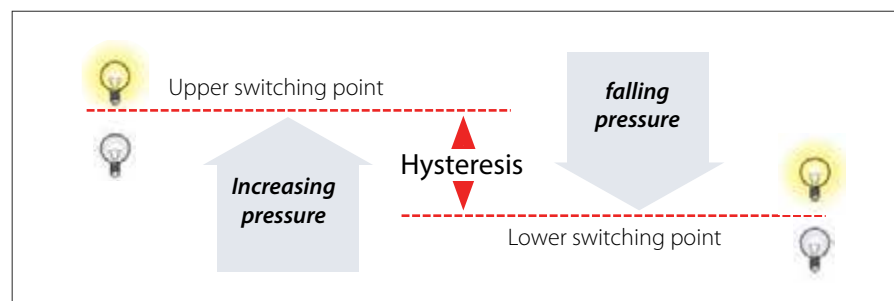 Upper switching point
falling
pressure
Hysteresis
Increasing
pressure
Lower switching point